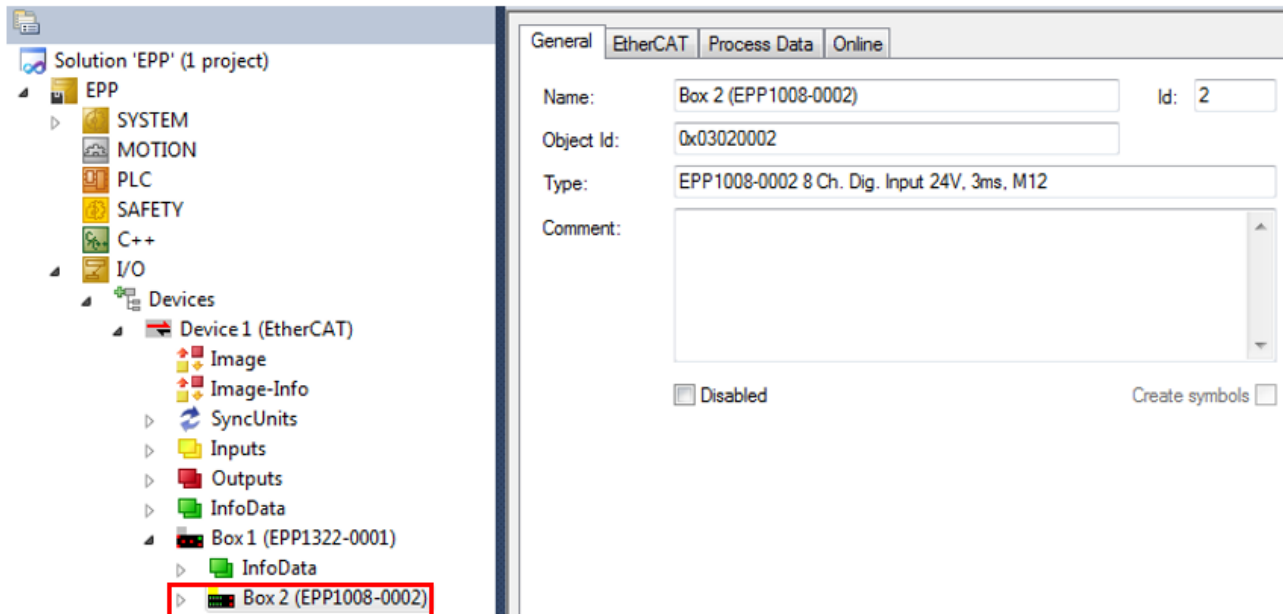 Solution 'EPP' (1 project)
EPP
SYSTEM
MOTION
PLC
SAFETY
C++
I/O
Devices
Device 1 (EtherCAT)
Image
Image-Info
SyncUnits
Inputs
Outputs
InfoData
Box 1 (EPP1322-0001)
InfoData
Box 2 (EPP1008-0002)
General EtherCAT Process Data Online
Name: Box 2 (EPP1008-0002) Id: 2
Object Id: 0x03020002
Type: EPP1008-0002 8 Ch. Dig. Input 24V, 3ms, M12
Comment:
Disabled Create symbols